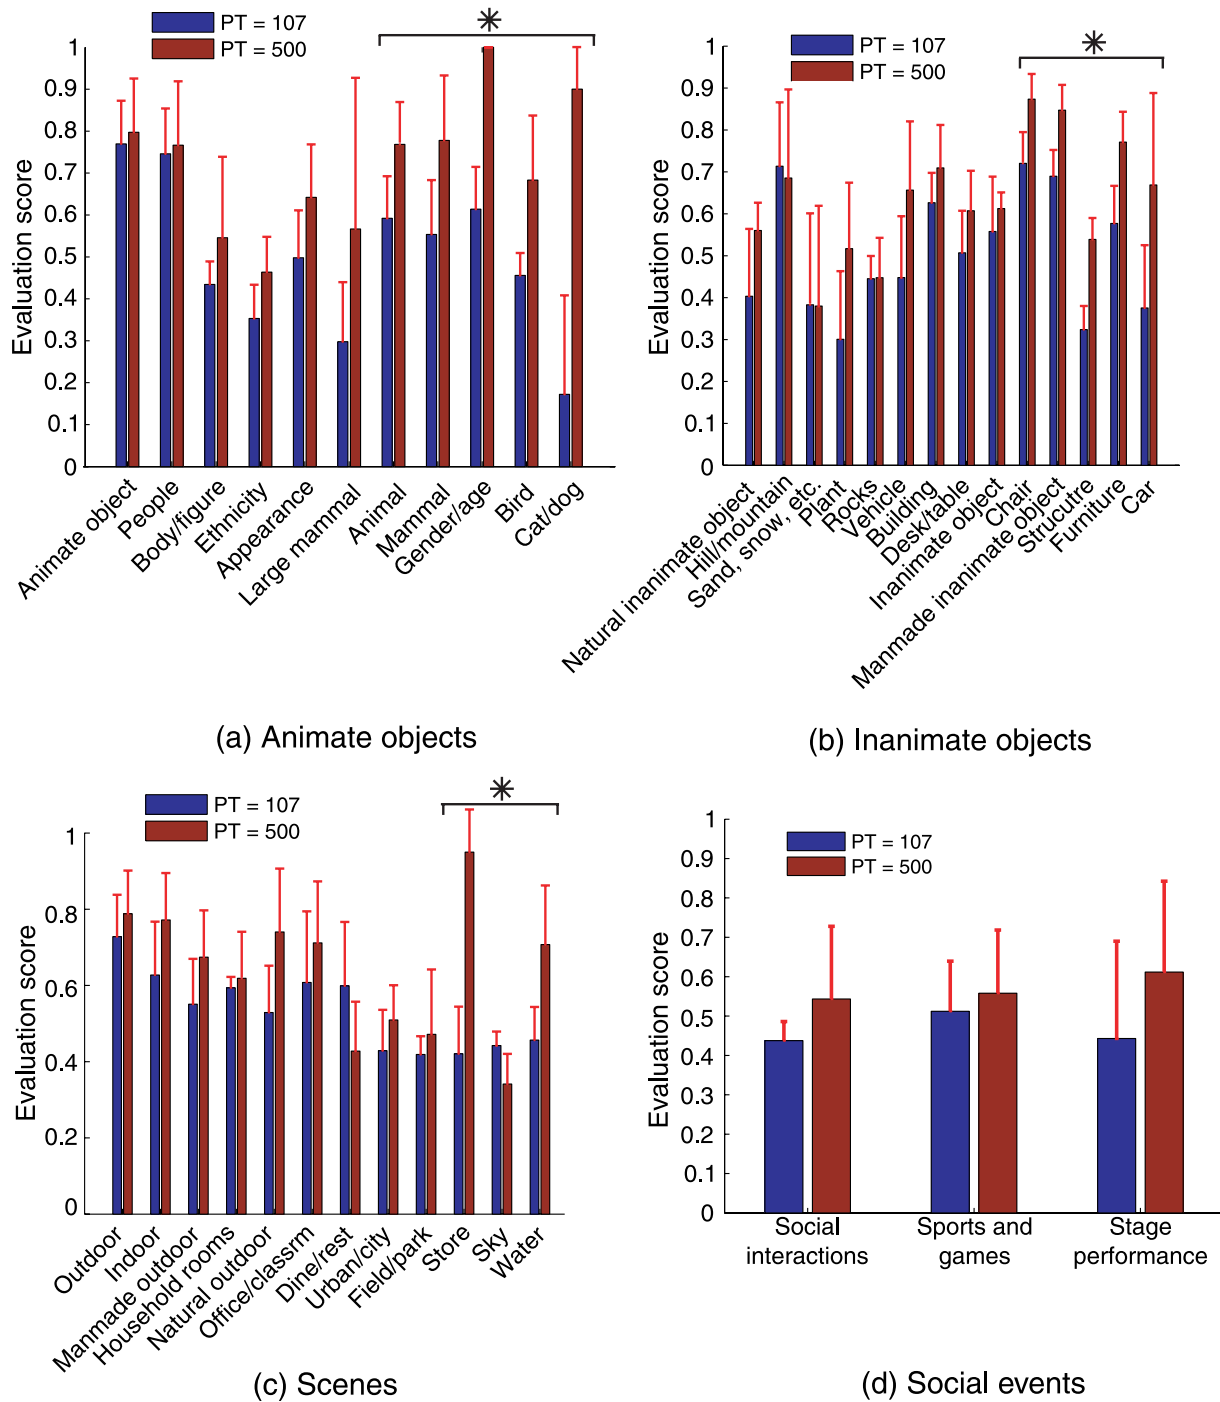 PT = 107
PT = 500
1
0.9
0.8
0.7
0.6
0.5
0.4
0.3
0.2
0.1
0
Evaluation score
Animate object
People
Body/figure
Ethnicity
Appearance
Large mammal
Animal
Mammal
Gender/age
Bird
Cat/dog
(a) Animate objects
PT = 107
PT = 500
1
0.9
0.8
0.7
0.6
0.5
0.4
0.3
0.2
0.1
0
Evaluation score
Natural inanimate object
Hill/mountain
Sand, snow, etc.
Plant
Rocks
Vehicle
Building
Desk/table
Inanimate object
Chair
Manmade inanimate object
Strucutre
Furniture
Car
(b) Inanimate objects
PT = 107
PT = 500
1
0.8
0.6
0.4
0.2
0
Evaluation score
Outdoor
Indoor
Manmade outdoor
Household rooms
Natural outdoor
Office/classrm
Dine/rest
Urban/city
Field/park
Store
Sky
Water
(c) Scenes
PT = 107
PT = 500
1
0.9
0.8
0.7
0.6
0.5
0.4
0.3
0.2
0.1
0
Evaluation score
Social
interactions
Sports and
games
Stage
performance
(d) Social events